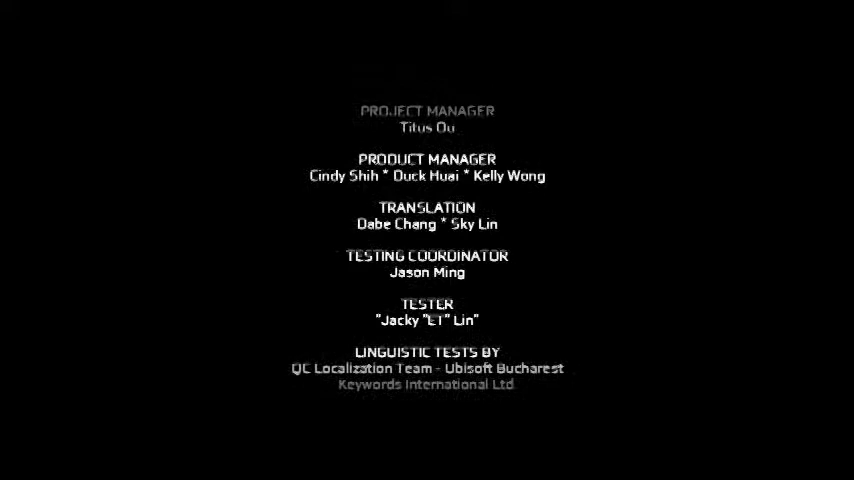 PROJECT MANAGER
Titus Ou
PRODUCT MANAGER
Cindy Shih * Duck Huai * Kelly Wong
TRANSLATION
Dabe Chang * Sky Lin
TESTING COORDINATOR
Jason Ming
TESTER
"Jacky "ET" Lin"
LINGUISTIC TESTS BY
QC Localization Team - Ubisoft Bucharest
Keywords International Ltd